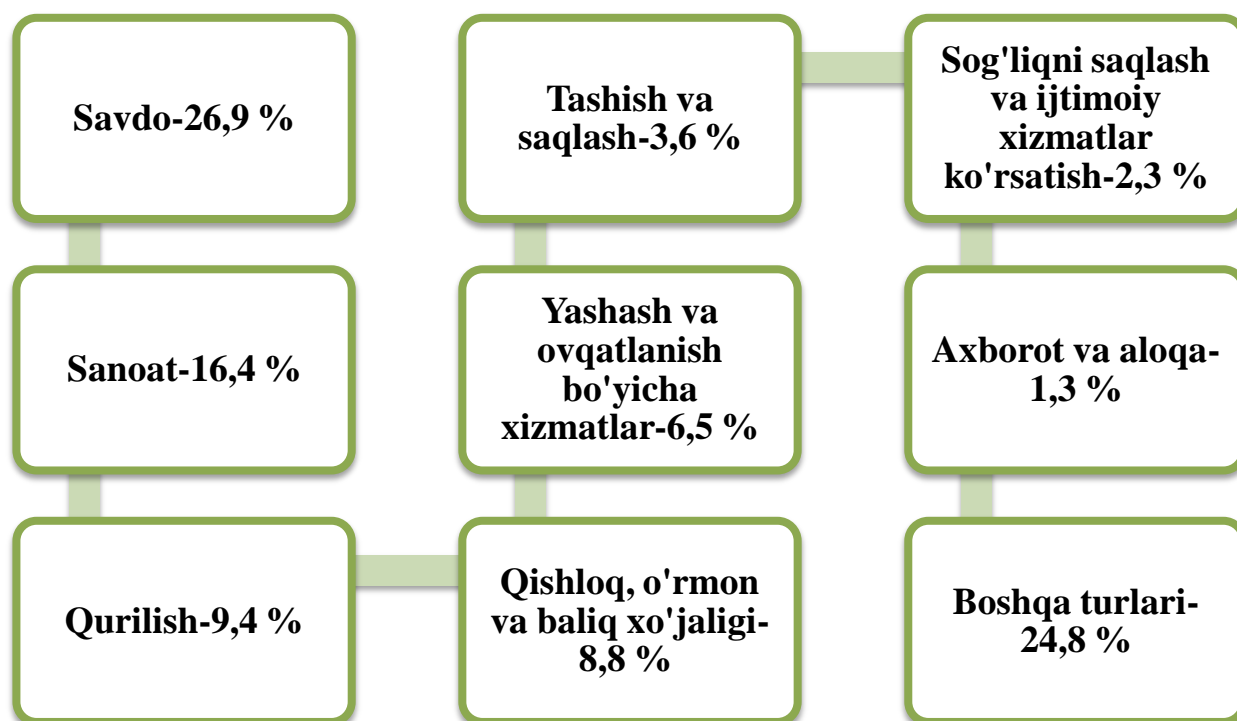 Savdo-26,9 %
Sanoat-16,4 %
Qurilish-9,4 %
Qishloq, o'rmon
va baliq xo'jaligi-
8,8 %
Yashash va
ovqatlanish
bo'yicha
xizmatlar-6,5 %
Tashish va
saqlash-3,6 %
Sog'liqni saqlash
va ijtimoiy
xizmatlar
ko'rsatish-2,3 %
Axborot va aloqa-
1,3 %
Boshqa turlari-
24,8 %